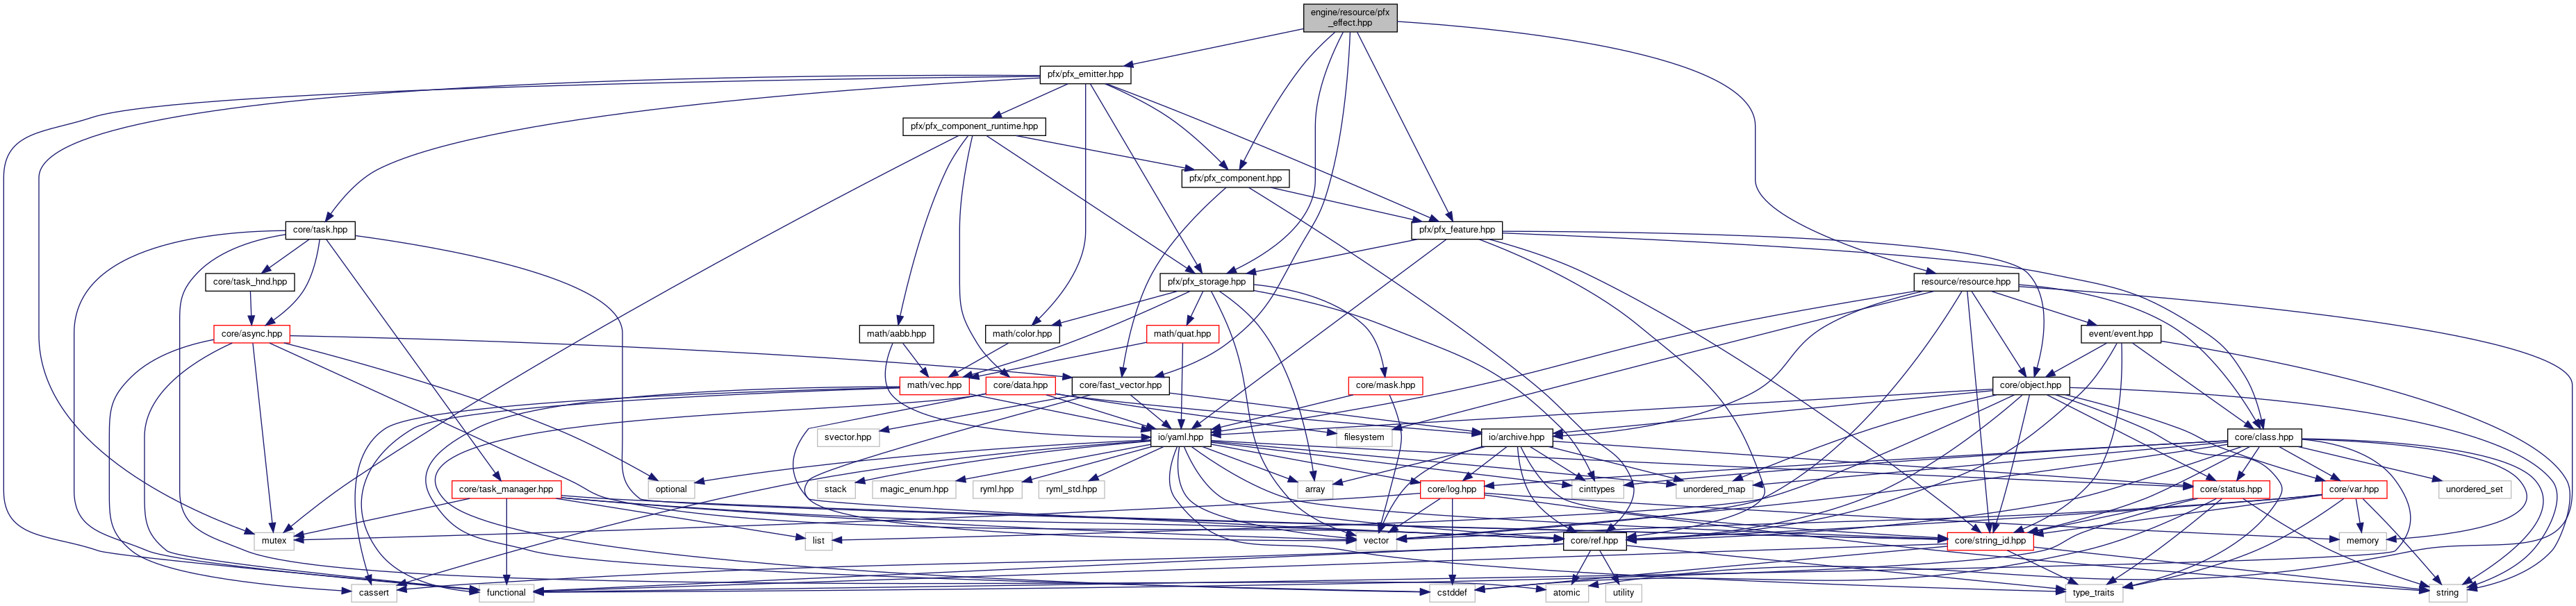 engine/resource/pfx
_effect.hpp
pfx/pfx_emitter.hpp
pfx/pfx_component_runtime.hpp
pfx/pfx_component.hpp
core/task.hpp
pfx/pfx_feature.hpp
core/task_hnd.hpp
pfx/pfx_storage.hpp
resource/resource.hpp
core/async.hpp
math/aabb.hpp
math/color.hpp
math/quat.hpp
event/event.hpp
math/vec.hpp
core/data.hpp
core/fast_vector.hpp
core/mask.hpp
core/object.hpp
svector.hpp
io/yaml.hpp
filesystem
io/archive.hpp
core/class.hpp
core/task_manager.hpp
optional
stack
magic_enum.hpp
ryml.hpp
ryml_std.hpp
array
core/log.hpp
cinttypes
unordered_map
core/status.hpp
core/var.hpp
unordered_set
mutex
list
vector
core/ref.hpp
core/string_id.hpp
memory
cassert
functional
cstddef
atomic
utility
type_traits
string